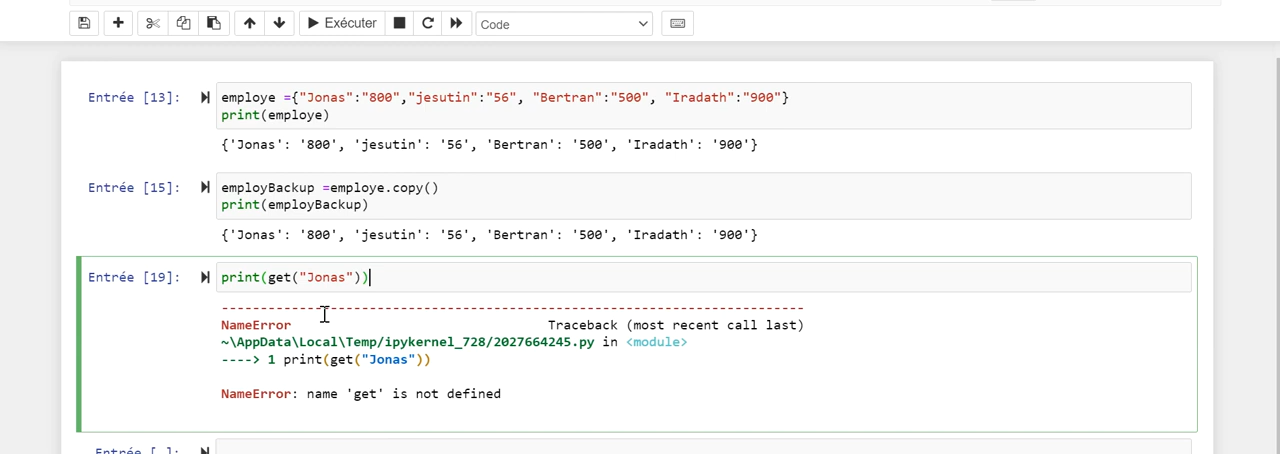 Exécuter Code
Entrée [13]: employe ={"Jonas":"800","jesutin":"56", "Bertran":"500", "Iradath":"900"}
print(employe)
{'Jonas': '800', 'jesutin': '56', 'Bertran': '500', 'Iradath': '900'}
Entrée [15]: employBackup =employe.copy()
print(employBackup)
{'Jonas': '800', 'jesutin': '56', 'Bertran': '500', 'Iradath': '900'}
Entrée [19]: print(get("Jonas"))
---------------------------------------------------------------------------
NameError Traceback (most recent call last)
~\AppData\Local\Temp/ipykernel_728/2027664245.py in <module>
----> 1 print(get("Jonas"))
NameError: name 'get' is not defined
Entrée [ ]: